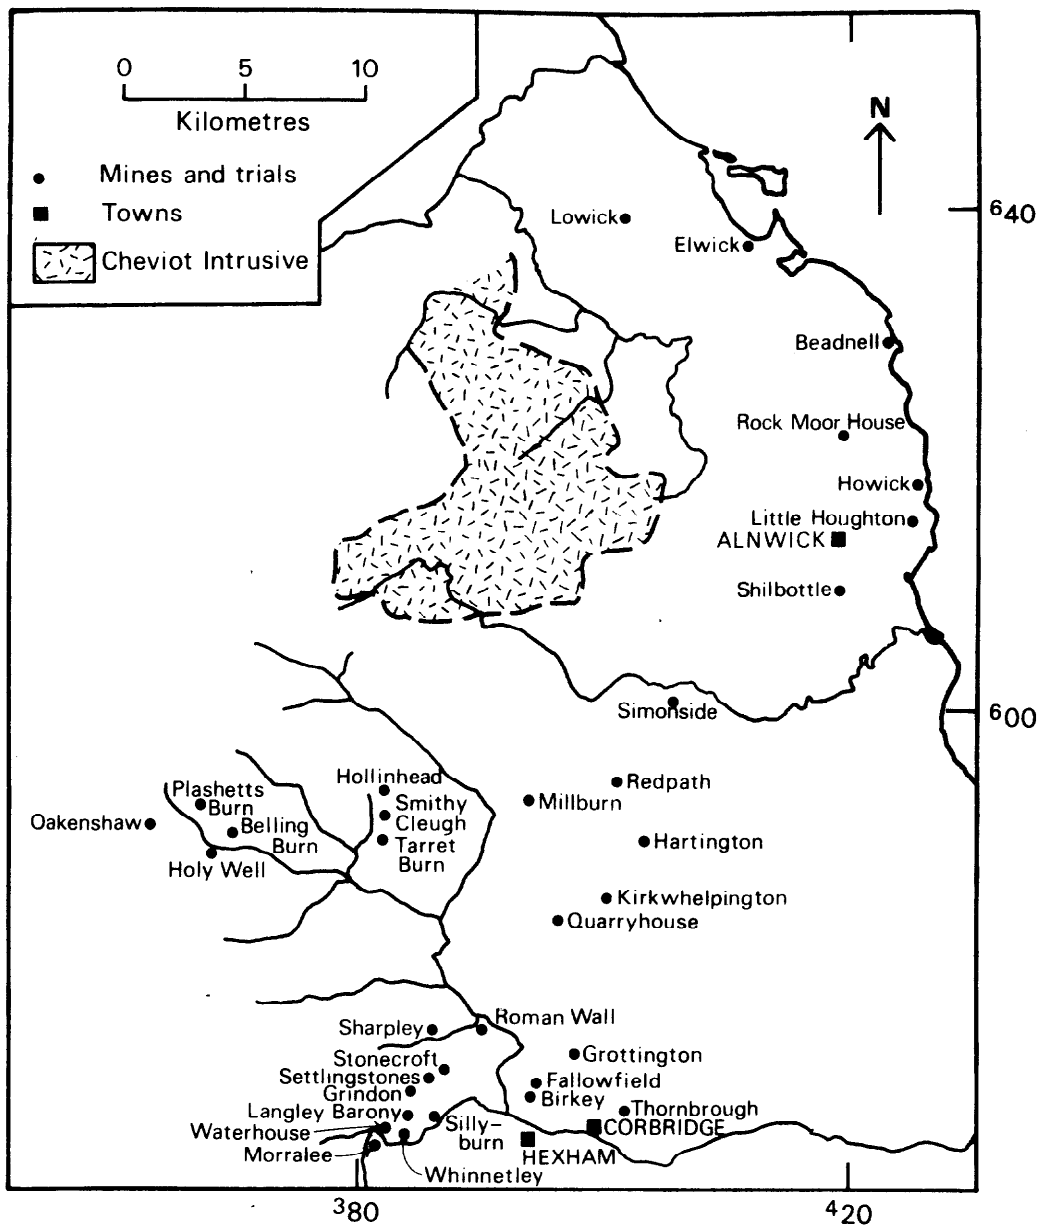 0 5 10
Kilometres
Mines and trials
Towns
Cheviot Intrusive
N
640
Lowick
Elwick
Beadnell
Rock Moor House
Howick
Little Houghton
ALNWICK
Shilbottle
Simonside
600
Redpath
Millburn
Hartington
Kirkwhelpington
Quarryhouse
Hollinhead
Smithy
Cleugh
Tarret
Burn
Plashetts
Burn
Oakenshaw
Belling
Burn
Holy Well
Sharpley
Roman Wall
Stonecroft
Settlingstones
Grindon
Langley Barony
Waterhouse
Morralee
Silly-
burn
Whinnetley
Grottington
Fallowfield
Birkey
Thornbrough
CORBRIDGE
HEXHAM
380
420